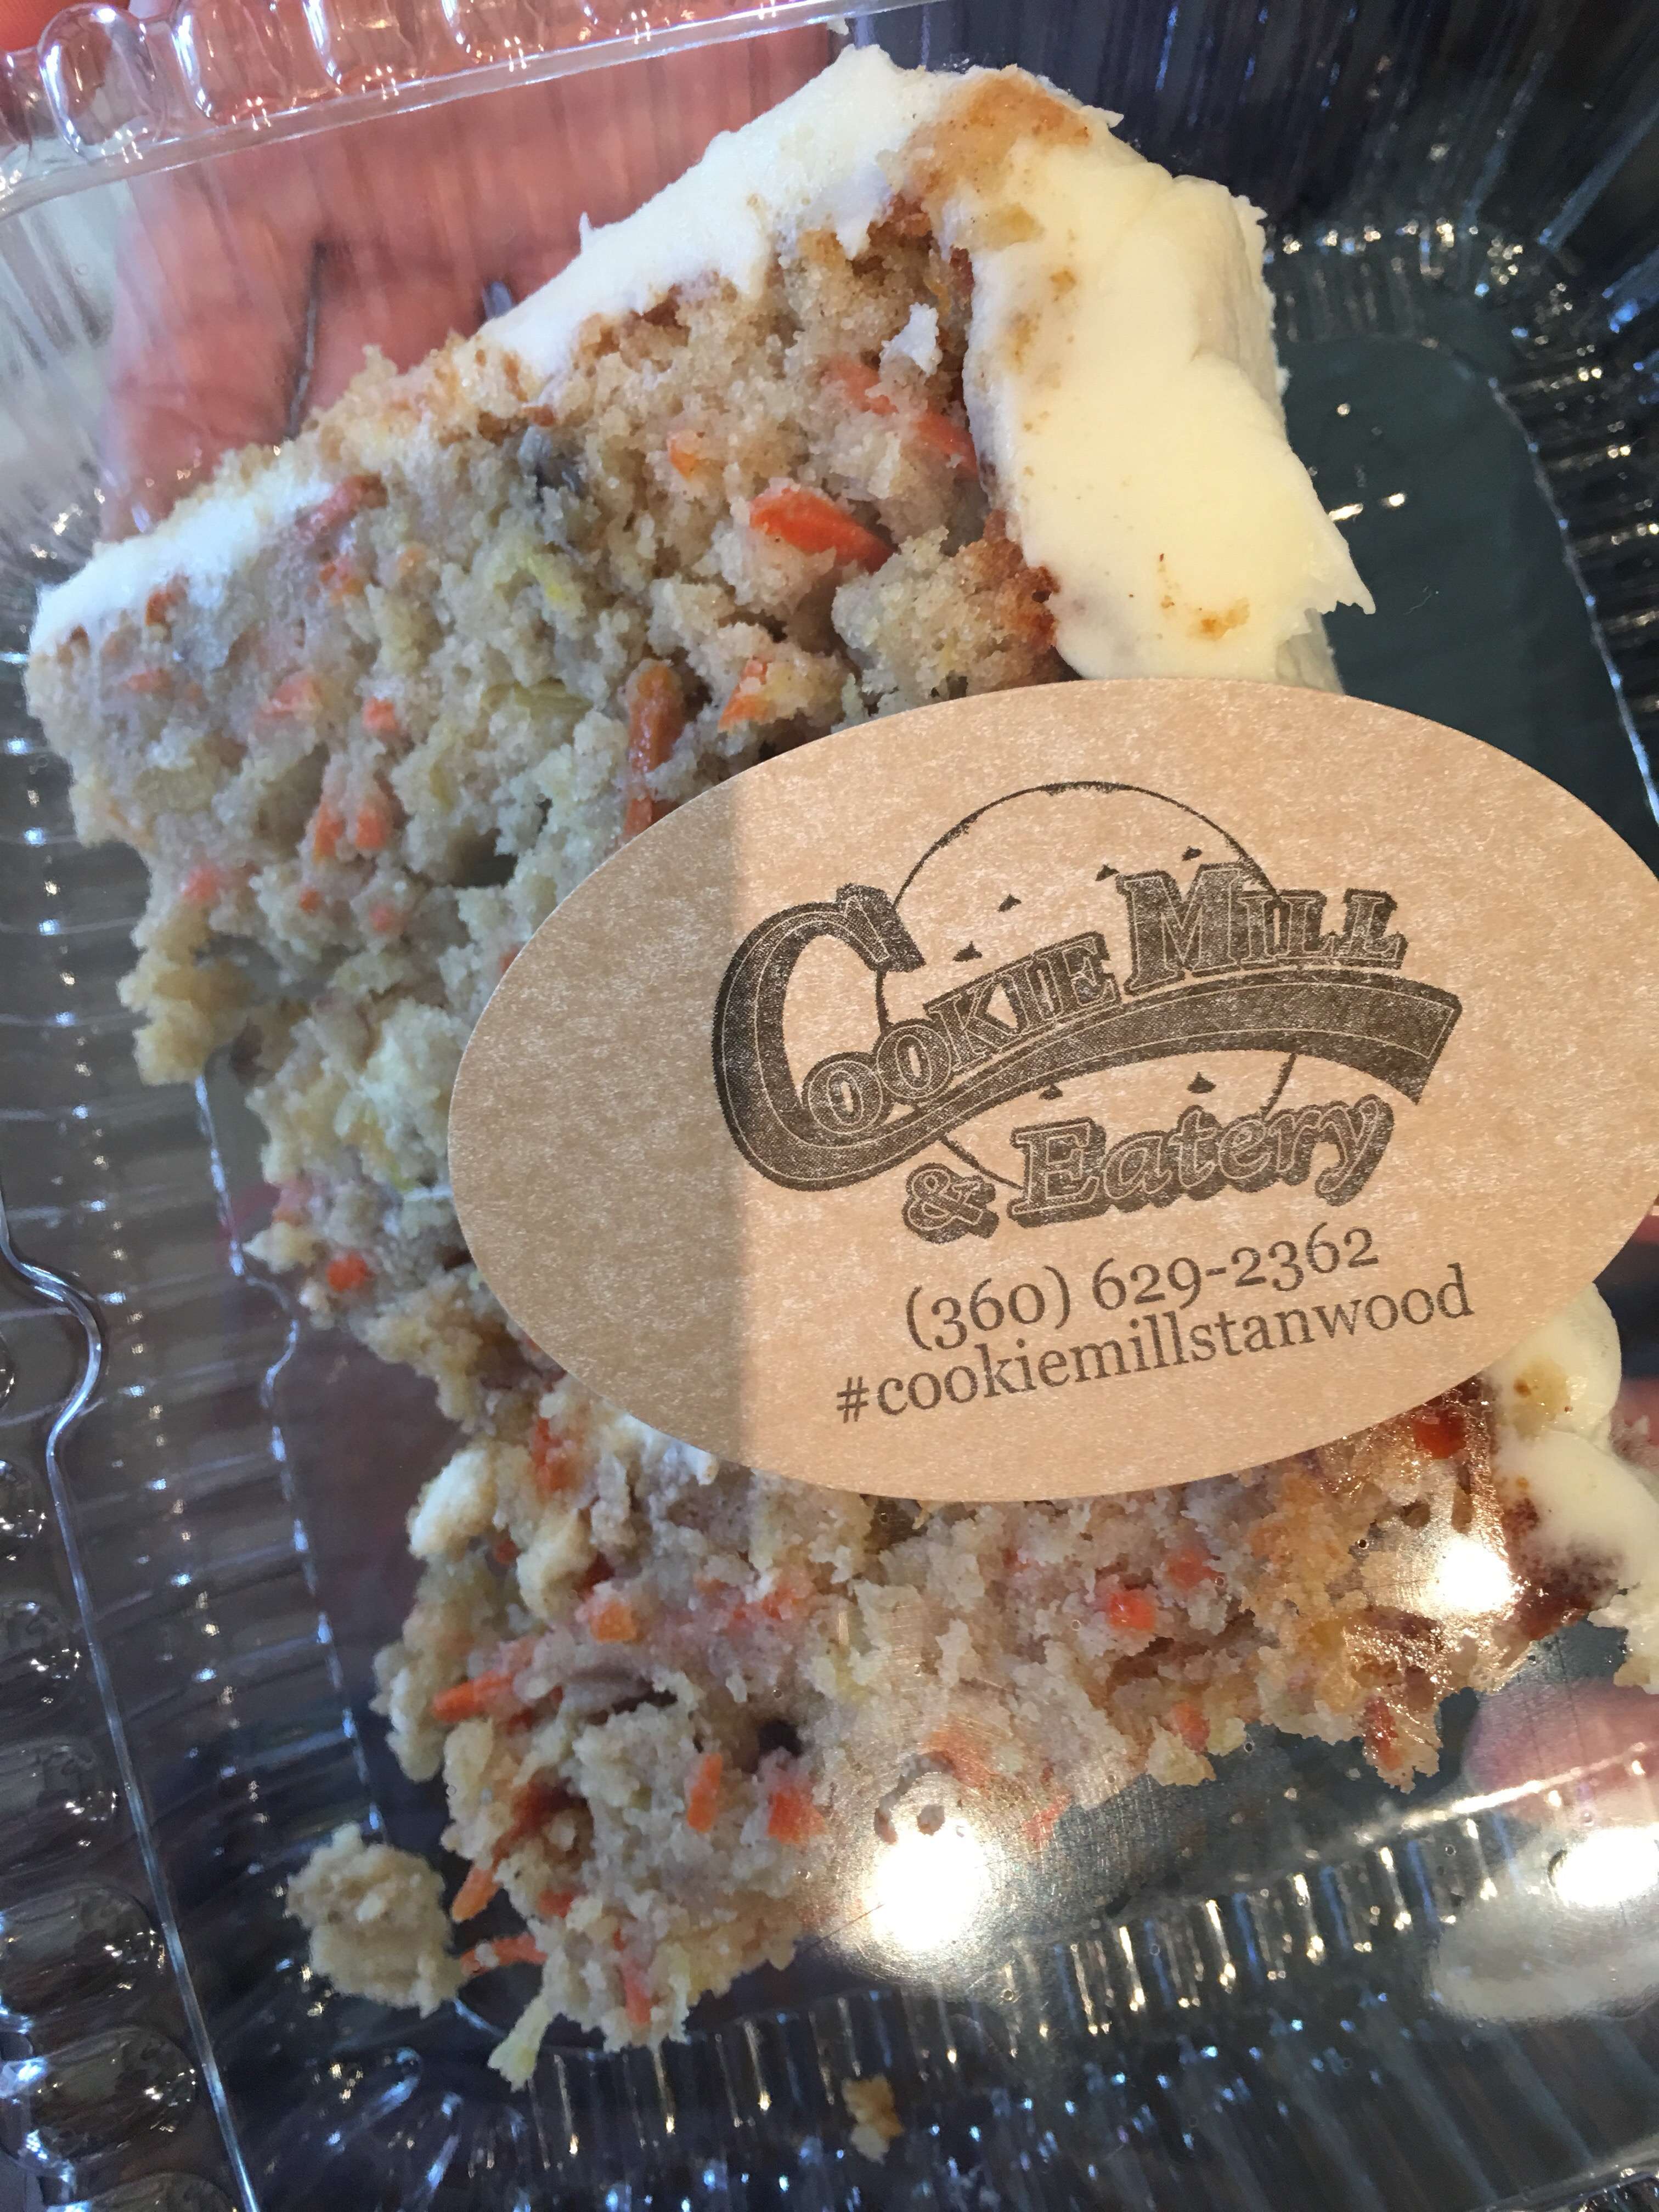 COOKIE MILL
& Eatery
(360) 629-2362
#cookiemillstanwood